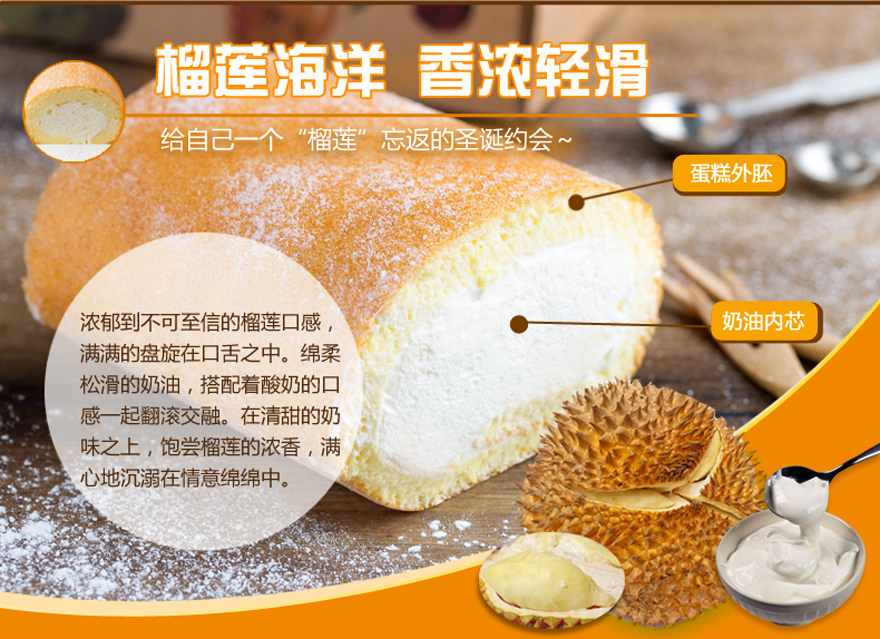 榴莲海洋 香浓轻滑
给自己一个“榴莲”忘返的圣诞约会~
蛋糕外胚
奶油内芯
浓郁到不可至信的榴莲口感，
满满的盘旋在口舌之中。绵柔
松滑的奶油，搭配着酸奶的口
感一起翻滚交融。在清甜的奶
味之上，饱尝榴莲的浓香，满
心地沉溺在情意绵绵中。